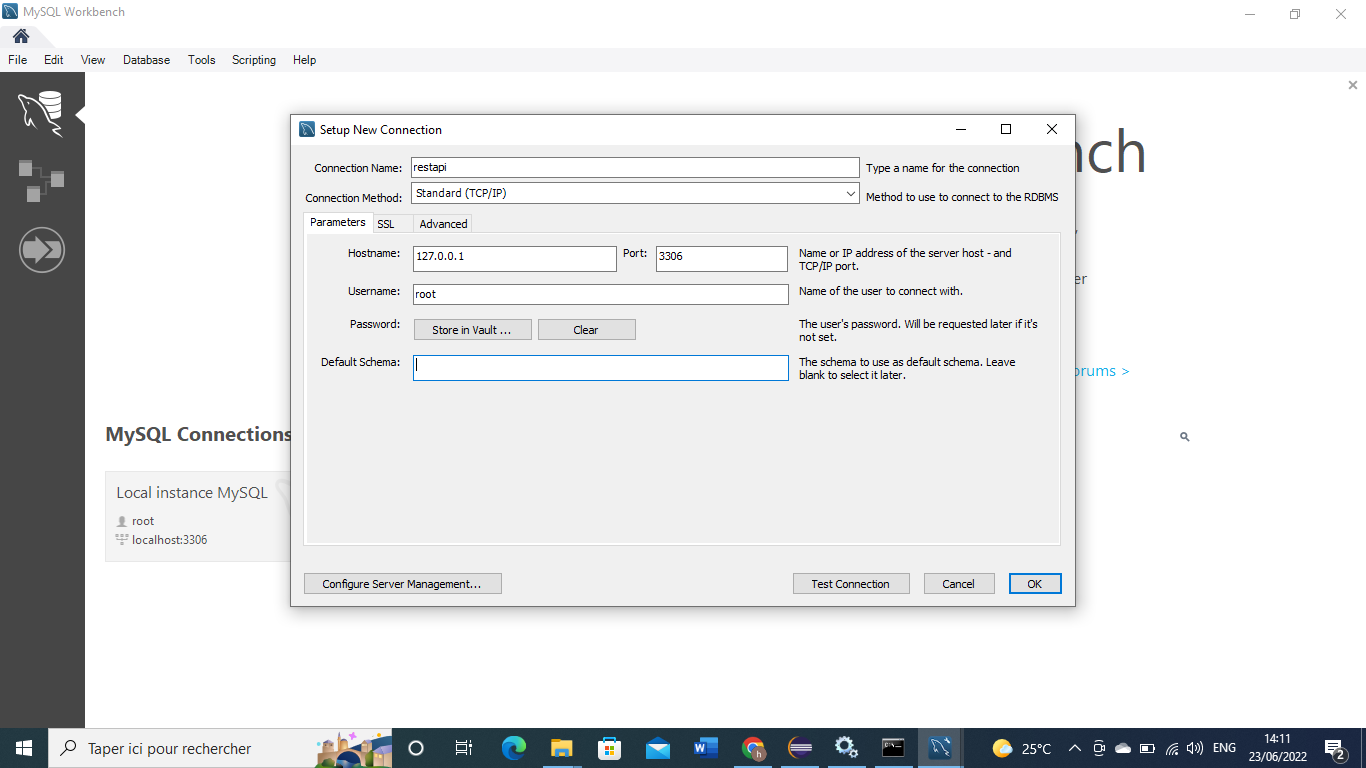 MySQL Workbench
File Edit View Database Tools Scripting Help
nch
Setup New Connection
Connection Name: restapi Type a name for the connection
Connection Method: Standard (TCP/IP) Method to use to connect to the RDBMS
Parameters SSL Advanced
Hostname: 127.0.0.1 Port: 3306 Name or IP address of the server host - and
TCP/IP port.
er
Username: root Name of the user to connect with.
Password: Store in Vault ... Clear The user's password. Will be requested later if it's
not set.
Default Schema: The schema to use as default schema. Leave
blank to select it later.
orums >
MySQL Connections
Local instance MySQL
root
localhost:3306
Configure Server Management... Test Connection Cancel OK
Taper ici pour rechercher
h
25°C ENG 14:11
23/06/2022
2